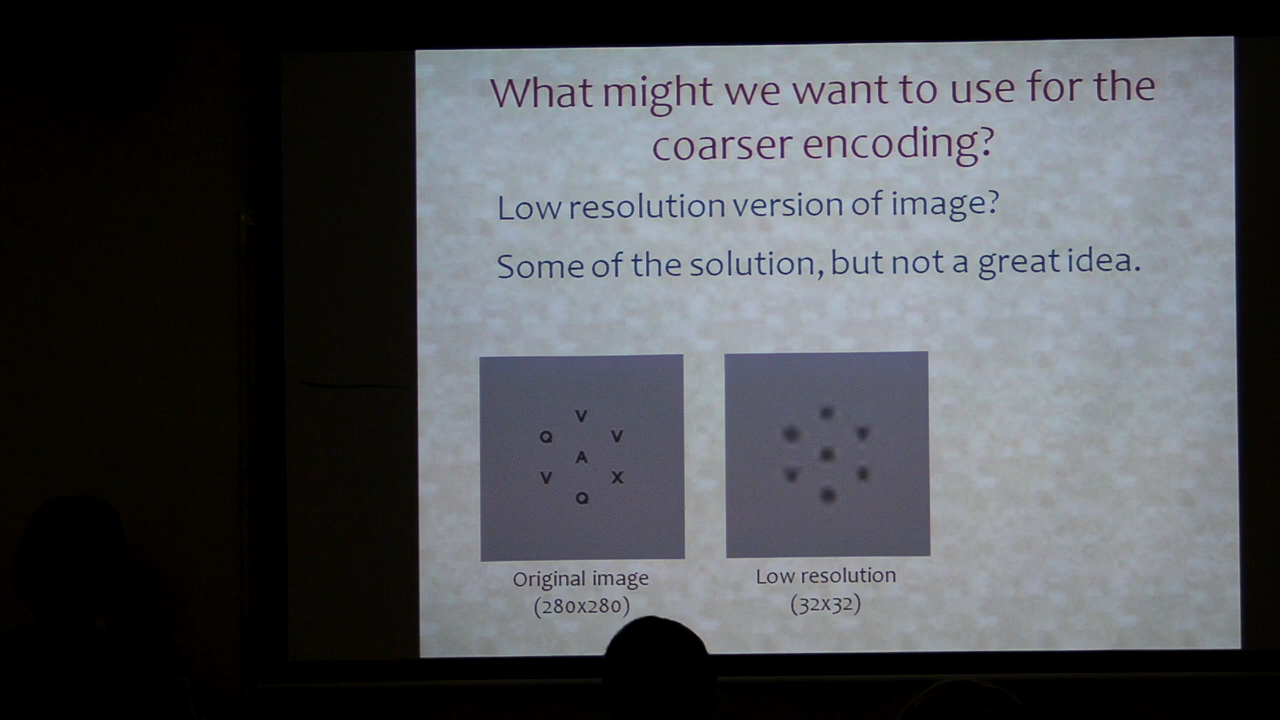 What might we want to use for the
coarser encoding?
Low resolution version of image?
Some of the solution, but not a great idea.
V
Q V
A
V X
Q
Original image
(280x280)
Low resolution
(32x32)